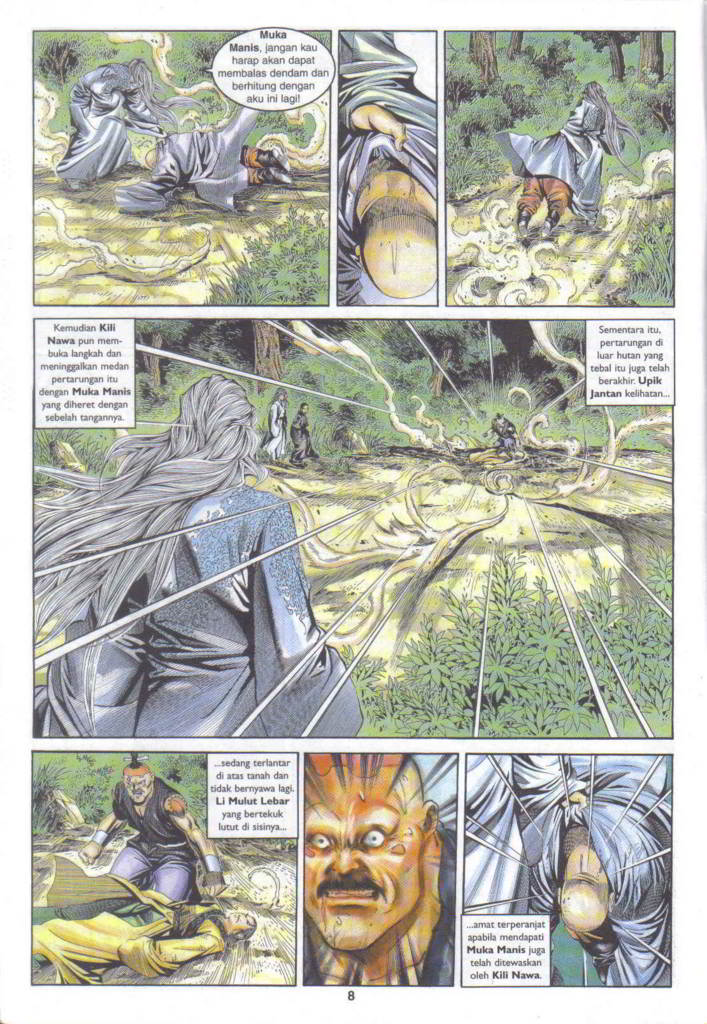 Muka
Manis, jangan kau
harap akan dapat
membalas dendam dan
berhitung dengan
aku ini lagi!
Kemudian Kili
Nawa pun mem-
buka langkah dan
meninggalkan medan
pertarungan itu
dengan Muka Manis
yang diheret dengan
sebelah tangannya.
Sementara itu,
pertarungan di
luar hutan yang
tebal itu juga telah
berakhir. Upik
Jantan kelihatan...
...sedang terlantar
di atas tanah dan
tidak bernyawa lagi.
Li Mulut Lebar
yang bertekuk
lutut di sisinya...
...amat terperanjat
apabila mendapati
Muka Manis juga
telah ditewaskan
oleh Kili Nawa.
8